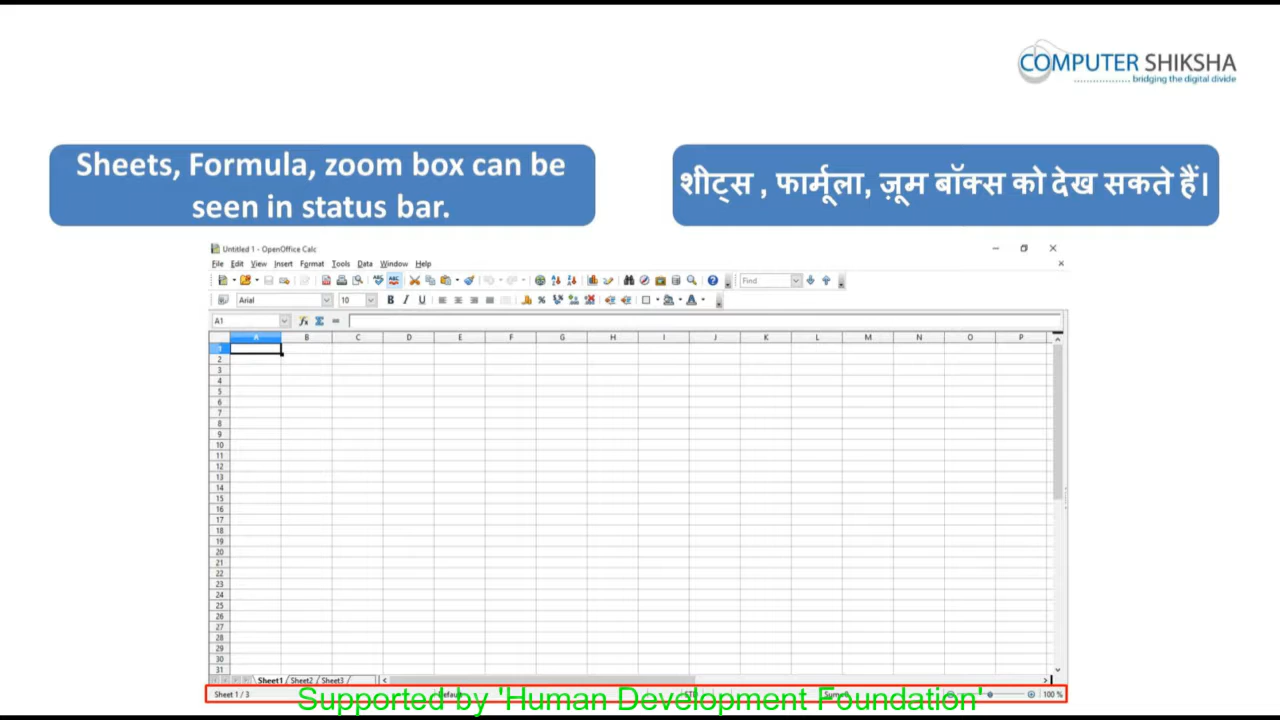 COMPUTER SHIKSHA
bridging the digital divide
Sheets, Formula, zoom box can be
seen in status bar.
शीट्स , फार्मूला, ज़ूम बॉक्स को देख सकते हैं।
Untitled 1 - OpenOffice Calc
File Edit View Insert Format Tools Data Window Help
Find
Arial 10 B I U
A1
A B C D E F G H I J K L M N O P
1
2
3
4
5
6
7
8
9
10
11
12
13
14
15
16
17
18
19
20
21
22
23
24
25
26
27
28
29
30
31
Sheet1 Sheet2 Sheet3
Sheet 1 / 3 Default 100 %
Supported by 'Human Development Foundation'